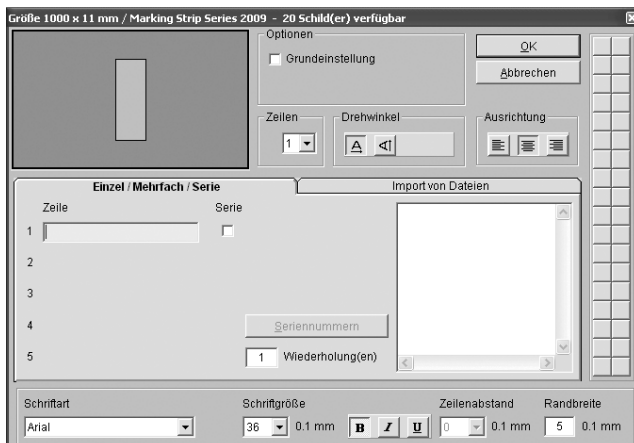 Größe 1000 x 11 mm / Marking Strip Series 2009 - 20 Schild(er) verfügbar
Optionen
Grundeinstellung
OK
Abbrechen
Zeilen
1
Drehwinkel
A
A
Ausrichtung
Einzel / Mehrfach / Serie
Import von Dateien
Zeile
Serie
1
2
3
4
Seriennummern
5
1 Wiederholung(en)
Schriftart
Schriftgröße
Zeilenabstand
Randbreite
Arial
36
0.1 mm
B
I
U
0
0.1 mm
5
0.1 mm